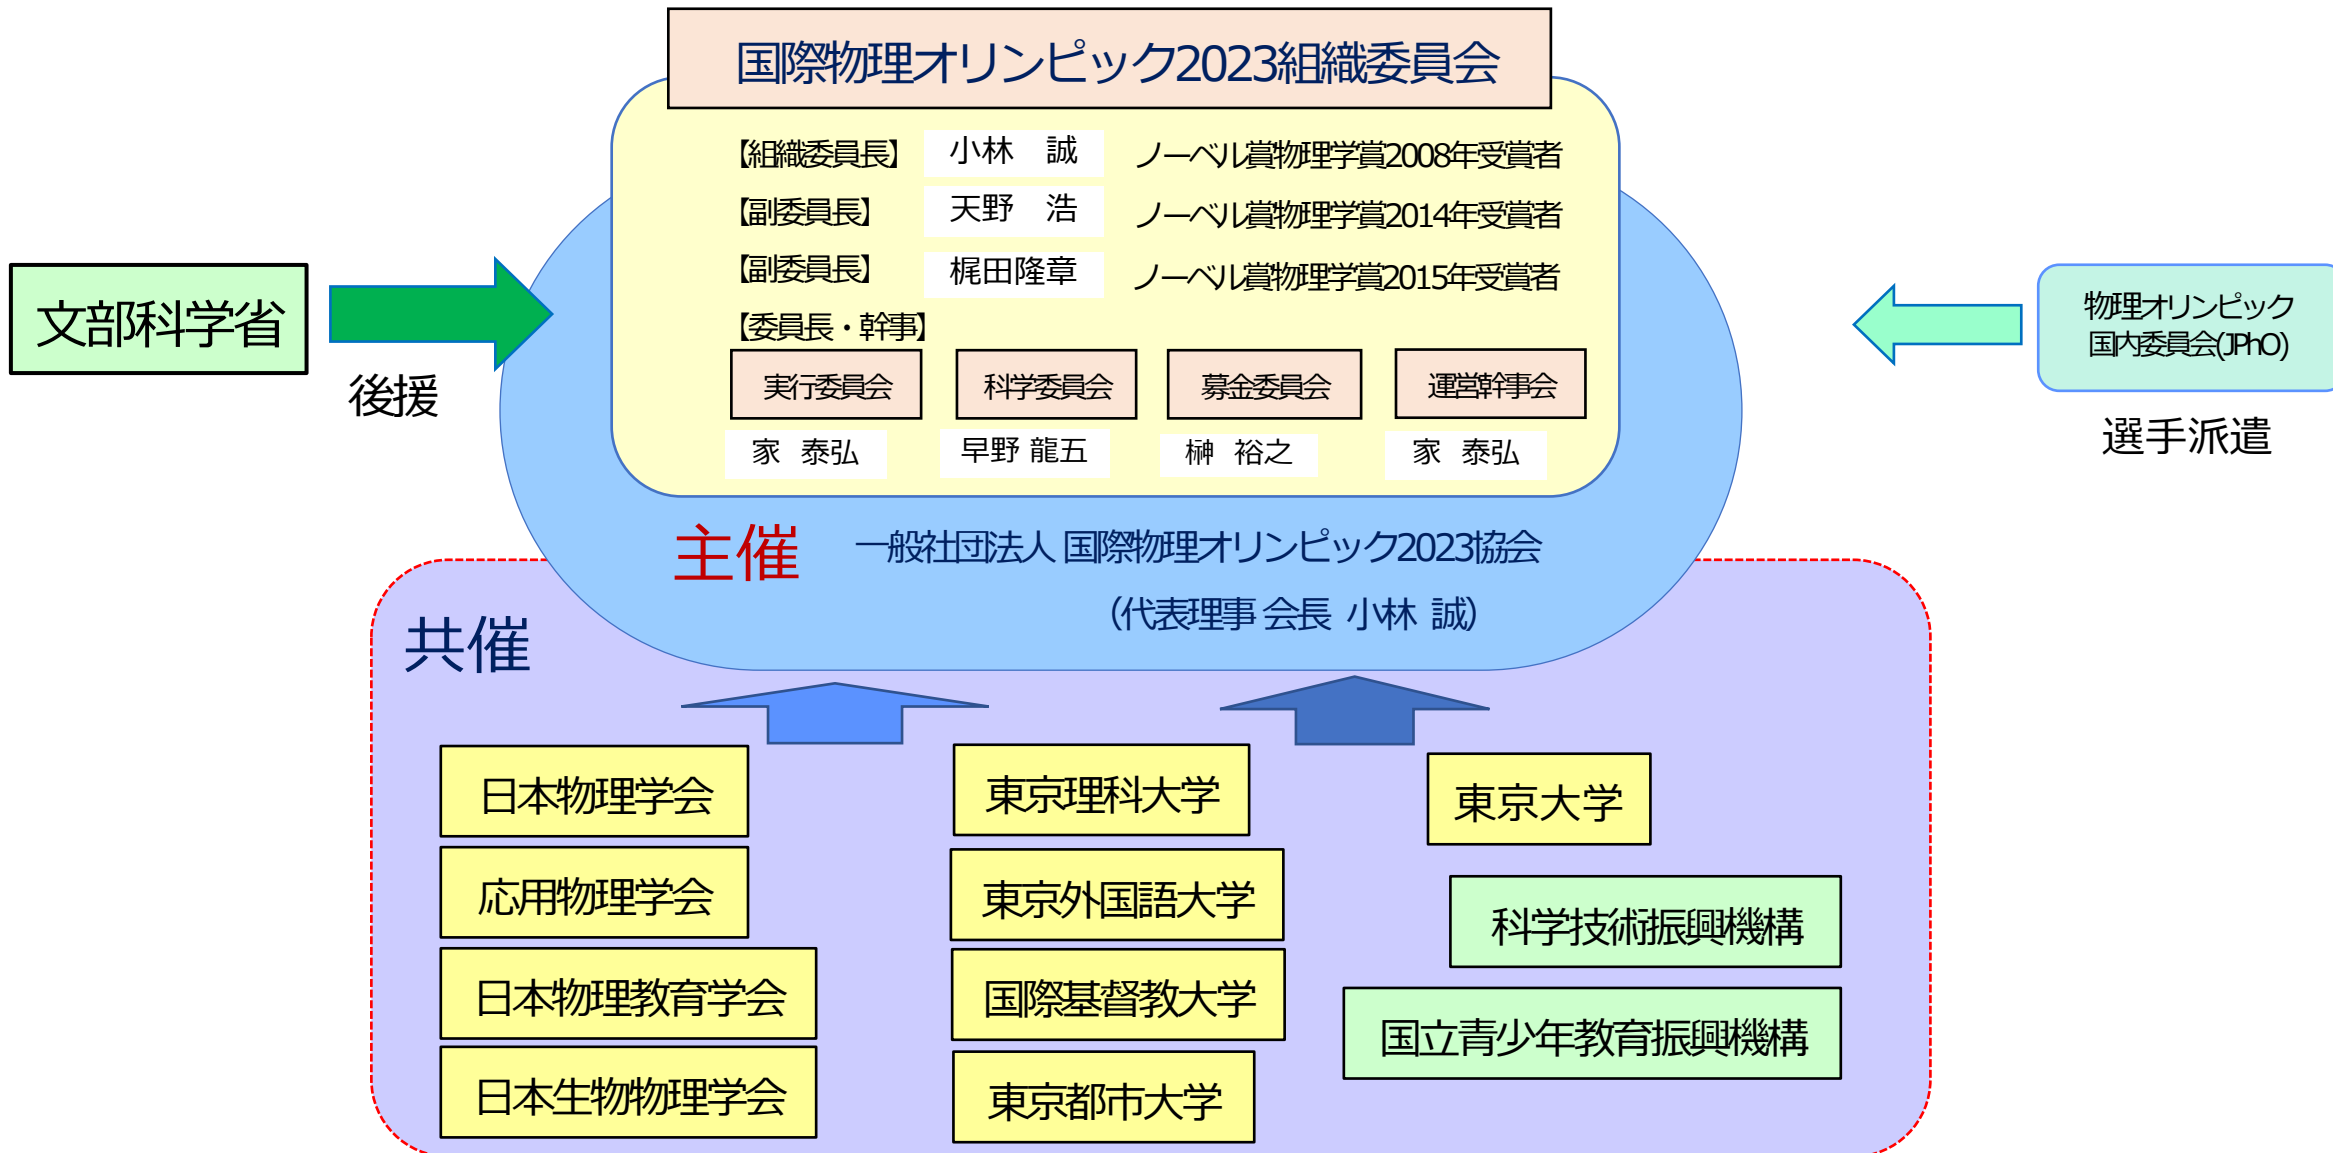 国際物理オリンピック2023組織委員会
【組織委員長】 小林　誠 ノーベル賞物理学賞2008年受賞者
【副委員長】 天野　浩 ノーベル賞物理学賞2014年受賞者
【副委員長】 梶田隆章 ノーベル賞物理学賞2015年受賞者
【委員長・幹事】
実行委員会 科学委員会 募金委員会 運営幹事会
家 泰弘 早野 龍五 榊 裕之 家 泰弘
文部科学省
後援
物理オリンピック
国内委員会(JPhO)
選手派遣
主催 一般社団法人 国際物理オリンピック2023協会
（代表理事 会長 小林 誠）
共催
日本物理学会
応用物理学会
日本物理教育学会
日本生物物理学会
東京理科大学
東京外国語大学
国際基督教大学
東京都市大学
東京大学
科学技術振興機構
国立青少年教育振興機構